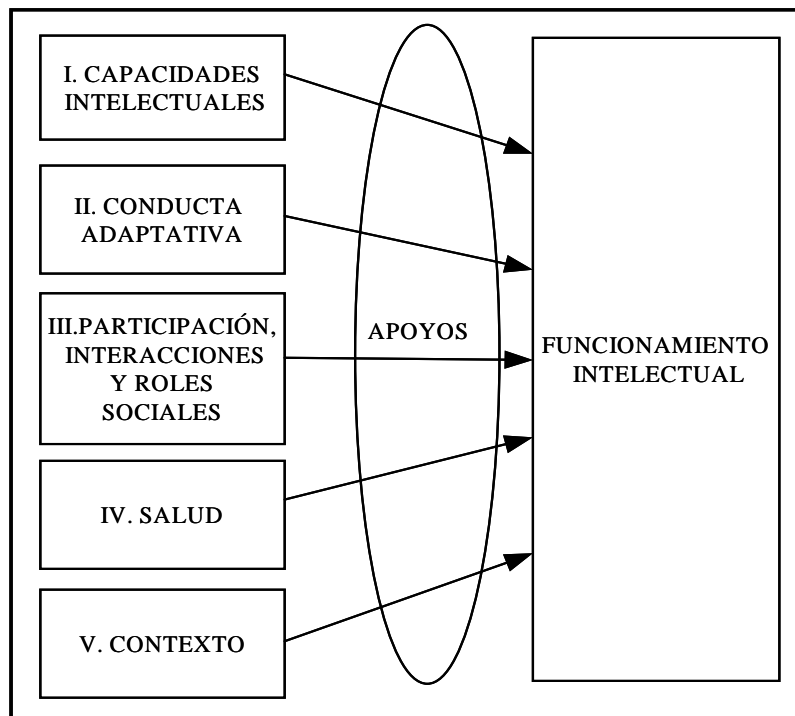 I. CAPACIDADES
INTELECTUALES
II. CONDUCTA
ADAPTATIVA
III.PARTICIPACIÓN,
INTERACCIONES
Y ROLES
SOCIALES
IV. SALUD
V. CONTEXTO
APOYOS
FUNCIONAMIENTO
INTELECTUAL